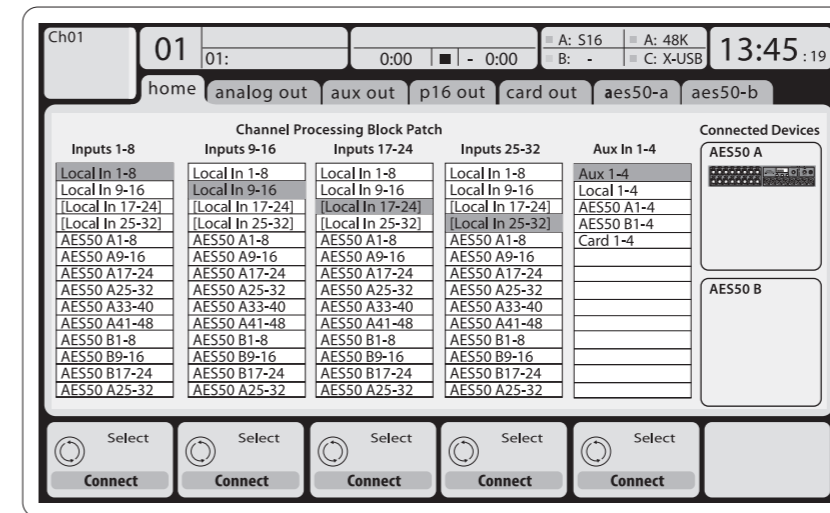 Ch01
01
01:
0:00 - 0:00
A: S16 A: 48K
B: - C: X-USB
13:45 :19
home analog out aux out p16 out card out aes50-a aes50-b
Channel Processing Block Patch
Connected Devices
Inputs 1-8 Inputs 9-16 Inputs 17-24 Inputs 25-32 Aux In 1-4
AES50 A
Local In 1-8 Local In 1-8 Local In 1-8 Local In 1-8 Aux 1-4
Local In 9-16 Local In 9-16 Local In 9-16 Local In 9-16 Local 1-4
[Local In 17-24] [Local In 17-24] [Local In 17-24] [Local In 17-24] AES50 A1-4
[Local In 25-32] [Local In 25-32] [Local In 25-32] [Local In 25-32] AES50 B1-4
AES50 A1-8 AES50 A1-8 AES50 A1-8 AES50 A1-8 Card 1-4
AES50 A9-16 AES50 A9-16 AES50 A9-16 AES50 A9-16
AES50 A17-24 AES50 A17-24 AES50 A17-24 AES50 A17-24
AES50 A25-32 AES50 A25-32 AES50 A25-32 AES50 A25-32
AES50 B
AES50 A33-40 AES50 A33-40 AES50 A33-40 AES50 A33-40
AES50 A41-48 AES50 A41-48 AES50 A41-48 AES50 A41-48
AES50 B1-8 AES50 B1-8 AES50 B1-8 AES50 B1-8
AES50 B9-16 AES50 B9-16 AES50 B9-16 AES50 B9-16
AES50 B17-24 AES50 B17-24 AES50 B17-24 AES50 B17-24
AES50 A25-32 AES50 A25-32 AES50 A25-32 AES50 A25-32
Select Select Select Select Select
Connect Connect Connect Connect Connect